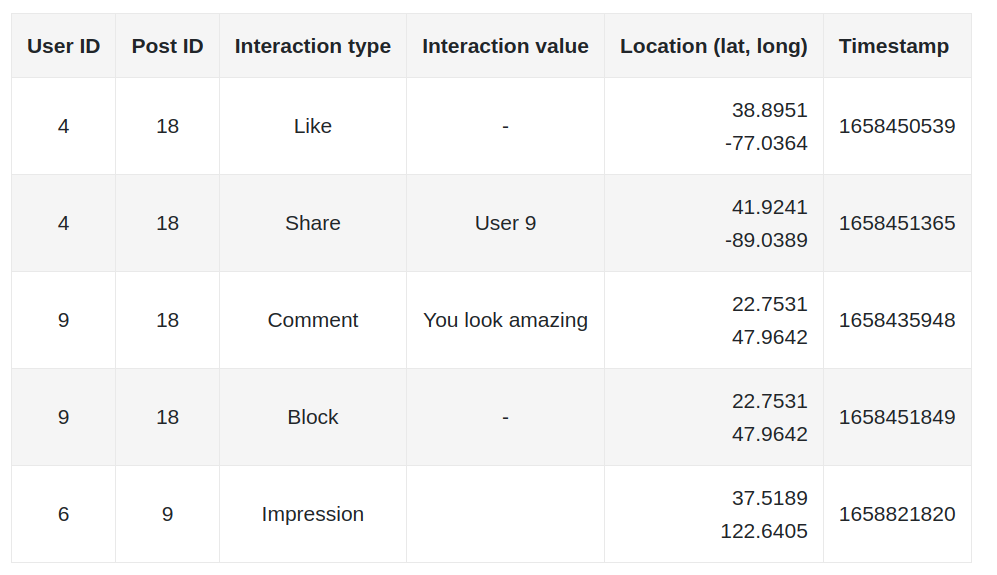 User ID Post ID Interaction type Interaction value Location (lat, long) Timestamp
4 18 Like - 38.8951 -77.0364 1658450539
4 18 Share User 9 41.9241 -89.0389 1658451365
9 18 Comment You look amazing 22.7531 47.9642 1658435948
9 18 Block - 22.7531 47.9642 1658451849
6 9 Impression 37.5189 122.6405 1658821820